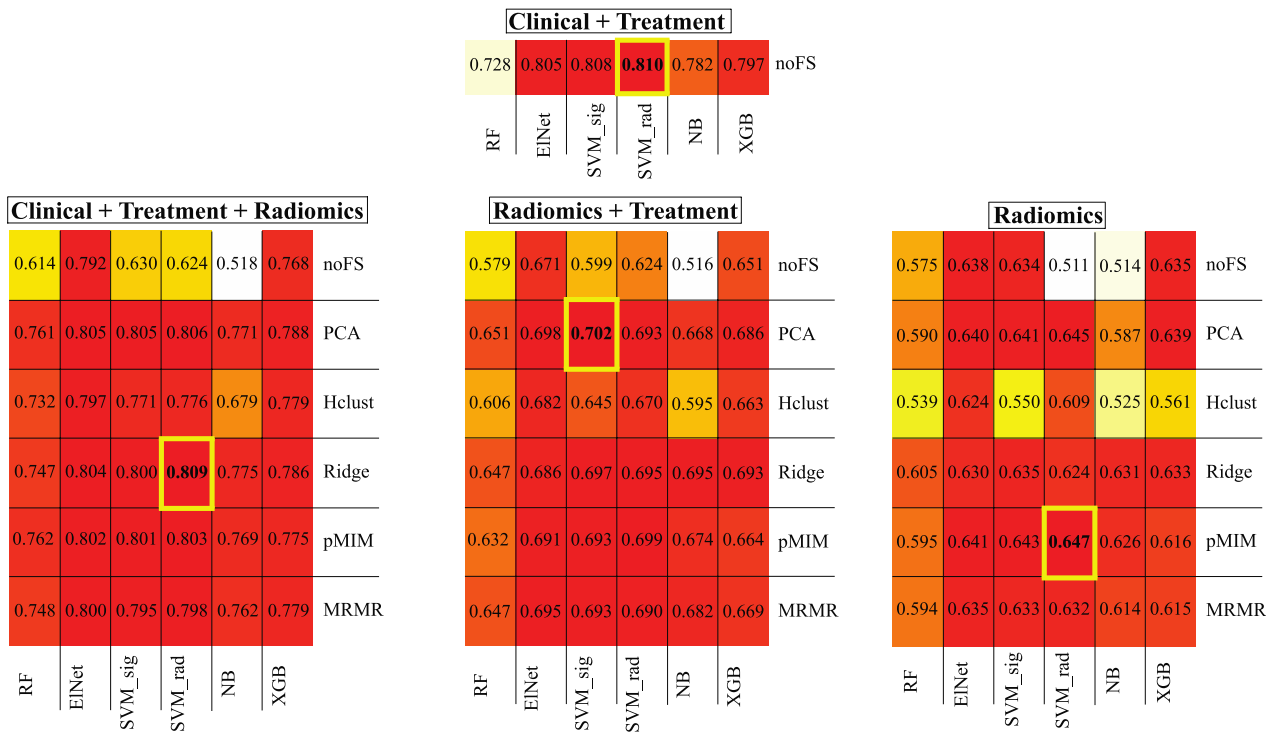 Clinical + Treatment
0.728 0.805 0.808 0.810 0.782 0.797 noFS
RF ElNet SVM_sig SVM_rad NB XGB
Clinical + Treatment + Radiomics
0.614 0.792 0.630 0.624 0.518 0.768 noFS
0.761 0.805 0.805 0.806 0.771 0.788 PCA
0.732 0.797 0.771 0.776 0.679 0.779 Hclust
0.747 0.804 0.800 0.809 0.775 0.786 Ridge
0.762 0.802 0.801 0.803 0.769 0.775 pMIM
0.748 0.800 0.795 0.798 0.762 0.779 MRMR
RF ElNet SVM_sig SVM_rad NB XGB
Radiomics + Treatment
0.579 0.671 0.599 0.624 0.516 0.651 noFS
0.651 0.698 0.702 0.693 0.668 0.686 PCA
0.606 0.682 0.645 0.670 0.595 0.663 Hclust
0.647 0.686 0.697 0.695 0.695 0.693 Ridge
0.632 0.691 0.693 0.699 0.674 0.664 pMIM
0.647 0.695 0.693 0.690 0.682 0.669 MRMR
RF ElNet SVM_sig SVM_rad NB XGB
Radiomics
0.575 0.638 0.634 0.511 0.514 0.635 noFS
0.590 0.640 0.641 0.645 0.587 0.639 PCA
0.539 0.624 0.550 0.609 0.525 0.561 Hclust
0.605 0.630 0.635 0.624 0.631 0.633 Ridge
0.595 0.641 0.643 0.647 0.626 0.616 pMIM
0.594 0.635 0.633 0.632 0.614 0.615 MRMR
RF ElNet SVM_sig SVM_rad NB XGB